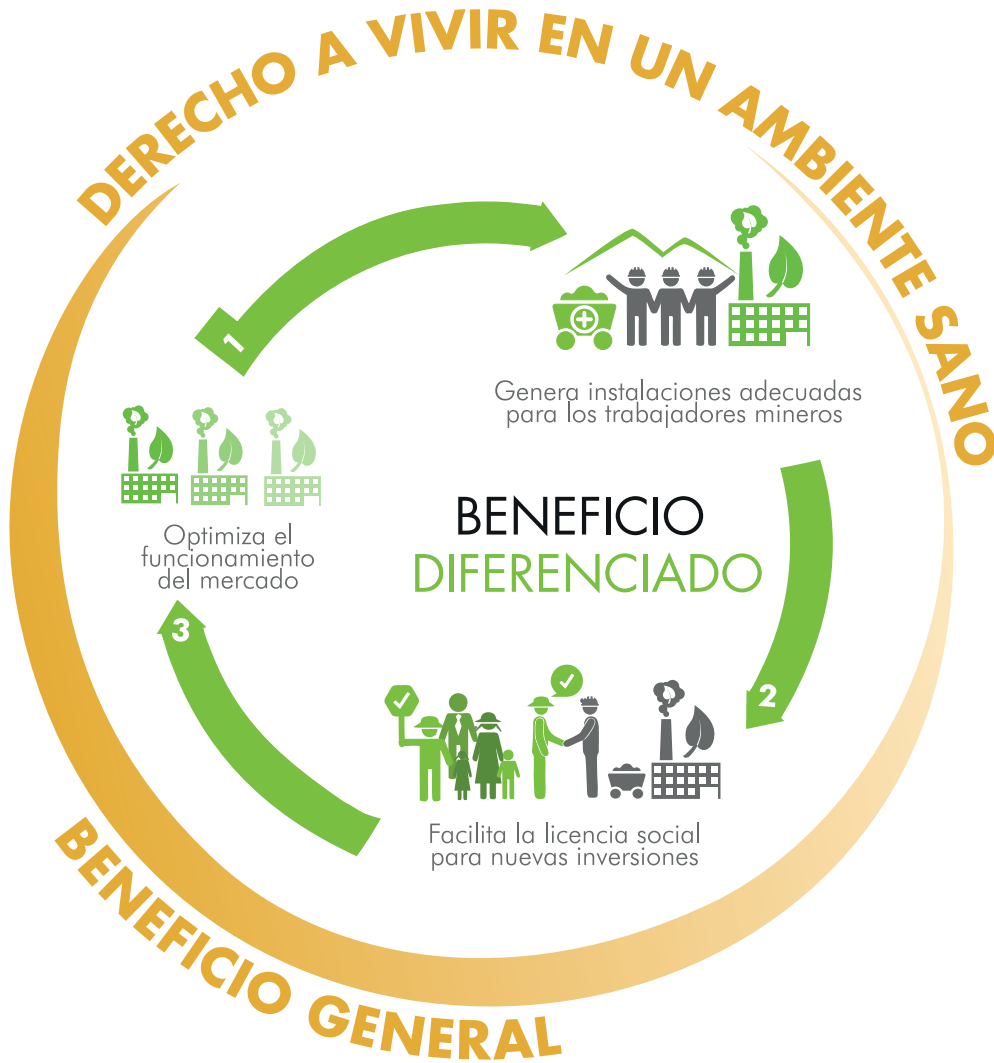 DERECHO A VIVIR EN UN AMBIENTE SANO
1
Genera instalaciones adecuadas
para los trabajadores mineros
Optimiza el
funcionamiento
del mercado
BENEFICIO
DIFERENCIADO
3
2
Facilita la licencia social
para nuevas inversiones
BENEFICIO GENERAL